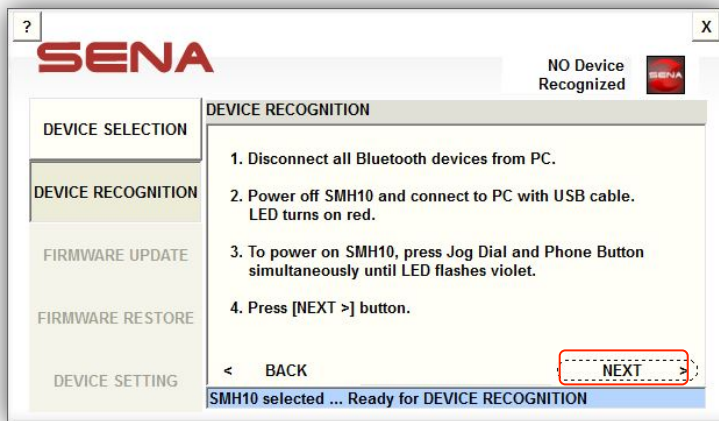 ?
X
SENA
NO Device
Recognized
SENA
DEVICE SELECTION
DEVICE RECOGNITION
FIRMWARE UPDATE
FIRMWARE RESTORE
DEVICE SETTING
DEVICE RECOGNITION
1. Disconnect all Bluetooth devices from PC.
2. Power off SMH10 and connect to PC with USB cable.
LED turns on red.
3. To power on SMH10, press Jog Dial and Phone Button
simultaneously until LED flashes violet.
4. Press [NEXT >] button.
< BACK
NEXT >
SMH10 selected ... Ready for DEVICE RECOGNITION